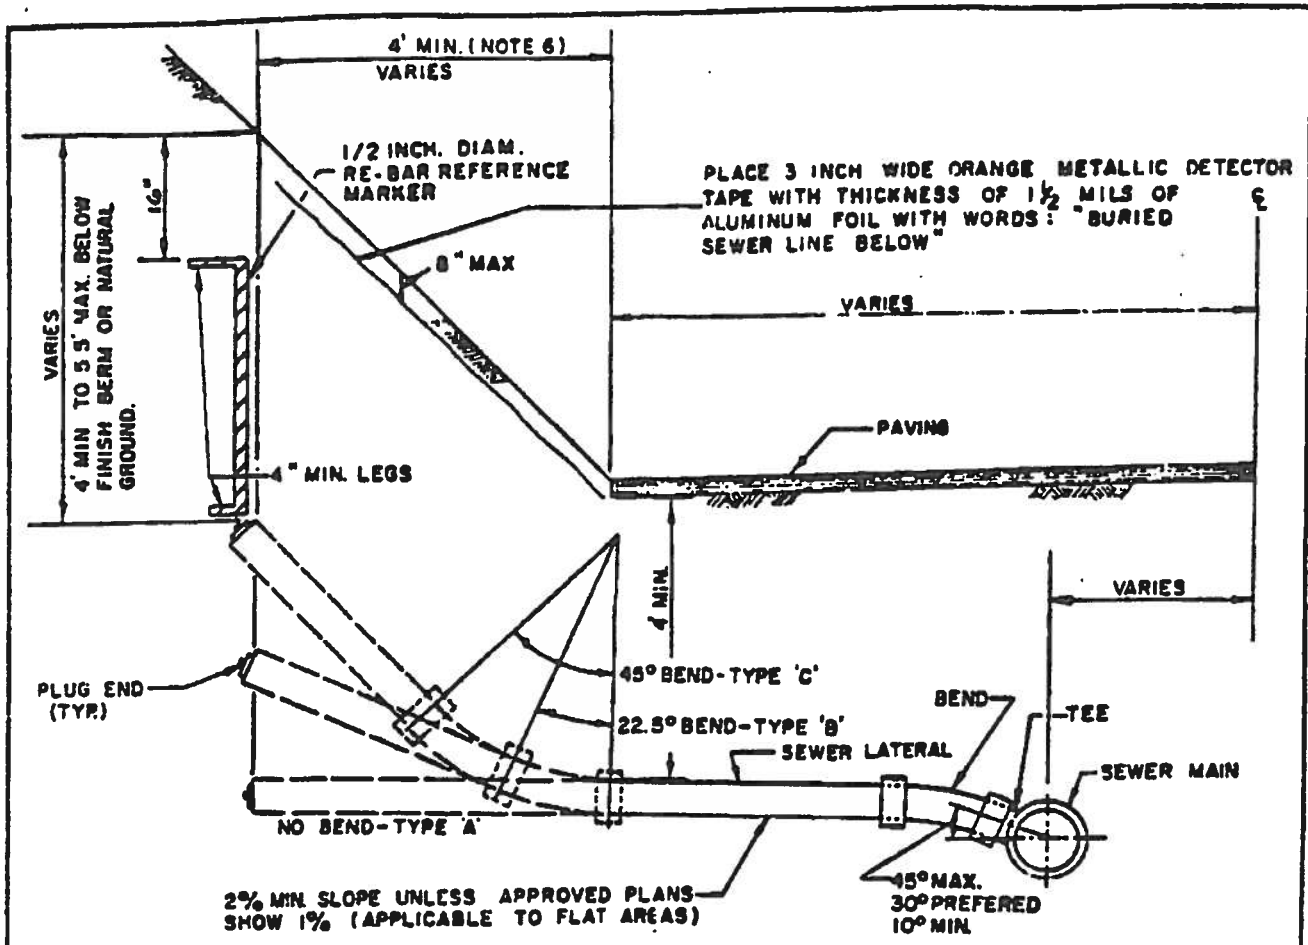 4' MIN. (NOTE 6)
VARIES
1/2 INCH. DIAM.
RE-BAR REFERENCE
MARKER
PLACE 3 INCH WIDE ORANGE METALLIC DETECTOR
TAPE WITH THICKNESS OF 1½ MILS OF
ALUMINUM FOIL WITH WORDS: "BURIED
SEWER LINE BELOW"
℄
16"
8" MAX
VARIES
VARIES
4' MIN TO 5 5' MAX. BELOW
FINISH BERM OR NATURAL
GROUND.
PAVING
4" MIN. LEGS
4' MIN.
VARIES
PLUG END
(TYP.)
45° BEND-TYPE 'C'
22.5° BEND-TYPE 'B'
BEND
TEE
SEWER LATERAL
SEWER MAIN
NO BEND-TYPE 'A'
2% MIN. SLOPE UNLESS APPROVED PLANS
SHOW 1% (APPLICABLE TO FLAT AREAS)
45° MAX.
30° PREFERED
10° MIN.